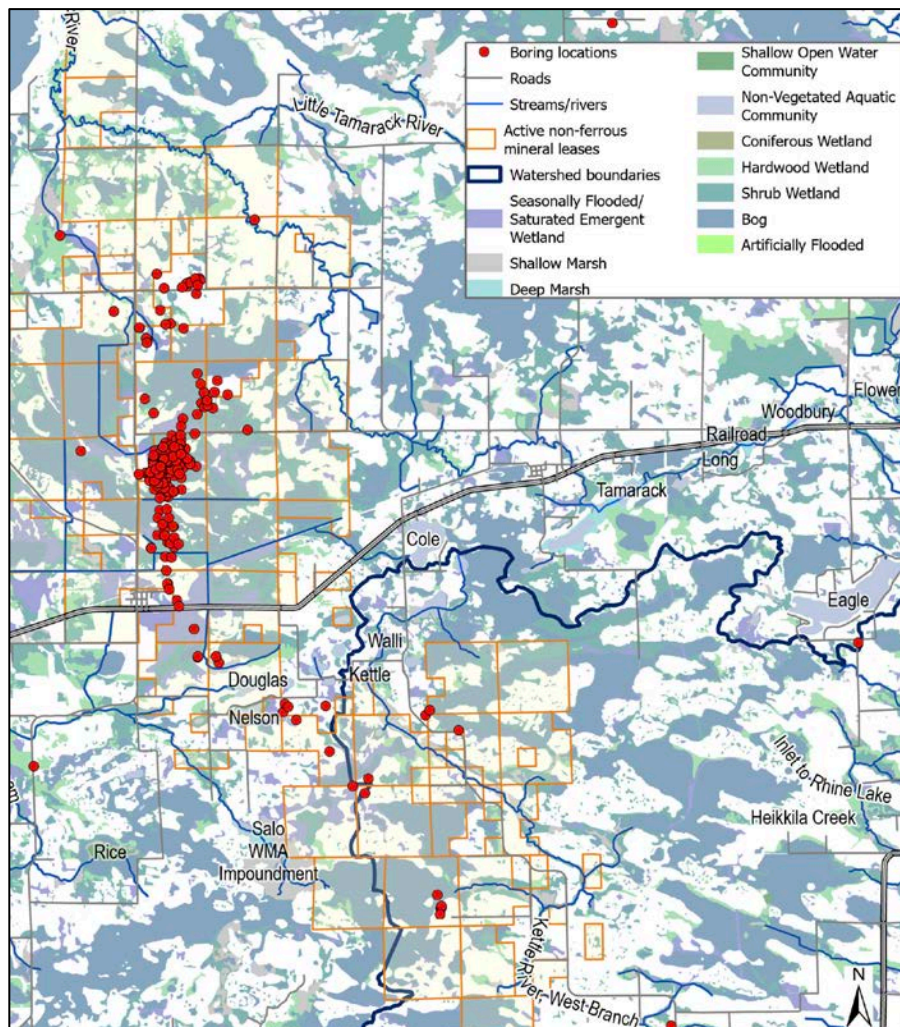 River
Little Tamarack River
Boring locations
Roads
Streams/rivers
Active non-ferrous
mineral leases
Watershed boundaries
Seasonally Flooded/
Saturated Emergent
Wetland
Shallow Marsh
Deep Marsh
Shallow Open Water
Community
Non-Vegetated Aquatic
Community
Coniferous Wetland
Hardwood Wetland
Shrub Wetland
Bog
Artificially Flooded
Flower
Woodbury
Railroad
Long
Tamarack
Cole
Eagle
Walli
Kettle
Douglas
Nelson
Inlet to Rhine Lake
Heikkila Creek
Salo
WMA
Impoundment
Rice
Kettle River, West Branch
N